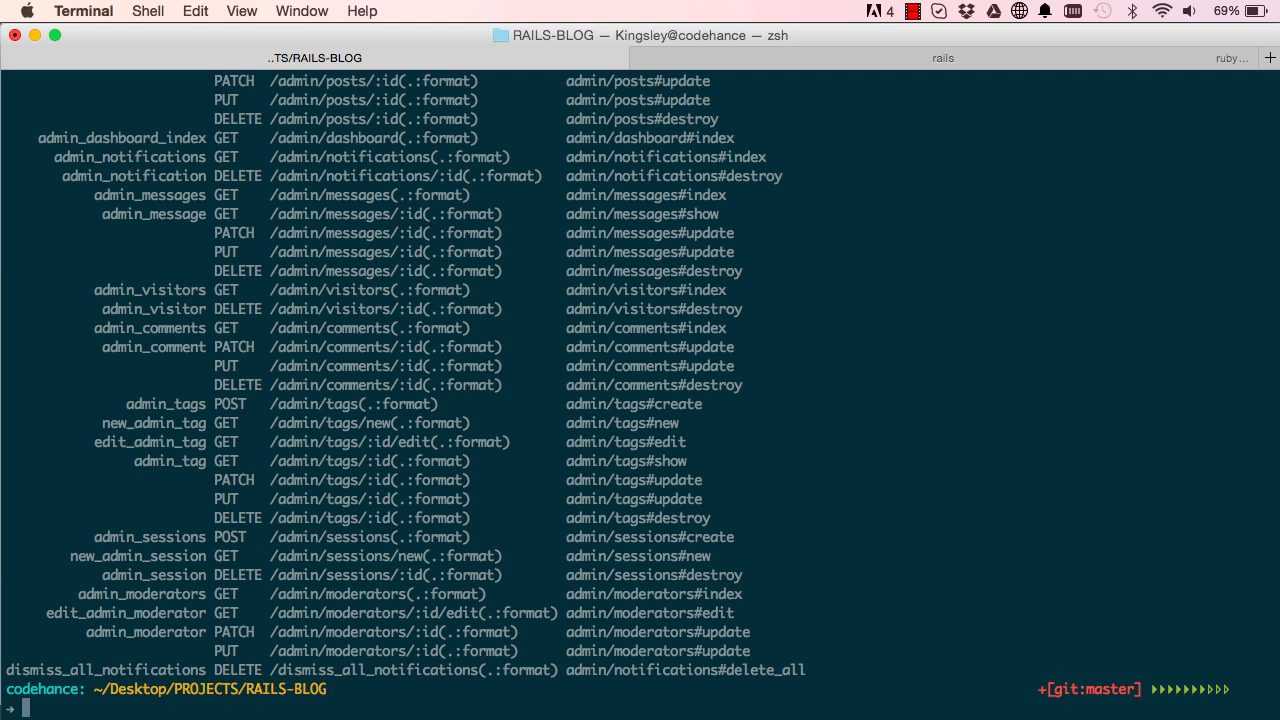 Terminal Shell Edit View Window Help 4 69%
RAILS-BLOG — Kingsley@codehance — zsh
..TS/RAILS-BLOG rails ruby... +
PATCH /admin/posts/:id(.:format) admin/posts#update
PUT /admin/posts/:id(.:format) admin/posts#update
DELETE /admin/posts/:id(.:format) admin/posts#destroy
admin_dashboard_index GET /admin/dashboard(.:format) admin/dashboard#index
admin_notifications GET /admin/notifications(.:format) admin/notifications#index
admin_notification DELETE /admin/notifications/:id(.:format) admin/notifications#destroy
admin_messages GET /admin/messages(.:format) admin/messages#index
admin_message GET /admin/messages/:id(.:format) admin/messages#show
PATCH /admin/messages/:id(.:format) admin/messages#update
PUT /admin/messages/:id(.:format) admin/messages#update
DELETE /admin/messages/:id(.:format) admin/messages#destroy
admin_visitors GET /admin/visitors(.:format) admin/visitors#index
admin_visitor DELETE /admin/visitors/:id(.:format) admin/visitors#destroy
admin_comments GET /admin/comments(.:format) admin/comments#index
admin_comment PATCH /admin/comments/:id(.:format) admin/comments#update
PUT /admin/comments/:id(.:format) admin/comments#update
DELETE /admin/comments/:id(.:format) admin/comments#destroy
admin_tags POST /admin/tags(.:format) admin/tags#create
new_admin_tag GET /admin/tags/new(.:format) admin/tags#new
edit_admin_tag GET /admin/tags/:id/edit(.:format) admin/tags#edit
admin_tag GET /admin/tags/:id(.:format) admin/tags#show
PATCH /admin/tags/:id(.:format) admin/tags#update
PUT /admin/tags/:id(.:format) admin/tags#update
DELETE /admin/tags/:id(.:format) admin/tags#destroy
admin_sessions POST /admin/sessions(.:format) admin/sessions#create
new_admin_session GET /admin/sessions/new(.:format) admin/sessions#new
admin_session DELETE /admin/sessions/:id(.:format) admin/sessions#destroy
admin_moderators GET /admin/moderators(.:format) admin/moderators#index
edit_admin_moderator GET /admin/moderators/:id/edit(.:format) admin/moderators#edit
admin_moderator PATCH /admin/moderators/:id(.:format) admin/moderators#update
PUT /admin/moderators/:id(.:format) admin/moderators#update
dismiss_all_notifications DELETE /dismiss_all_notifications(.:format) admin/notifications#delete_all
codehance: ~/Desktop/PROJECTS/RAILS-BLOG +[git:master]
→